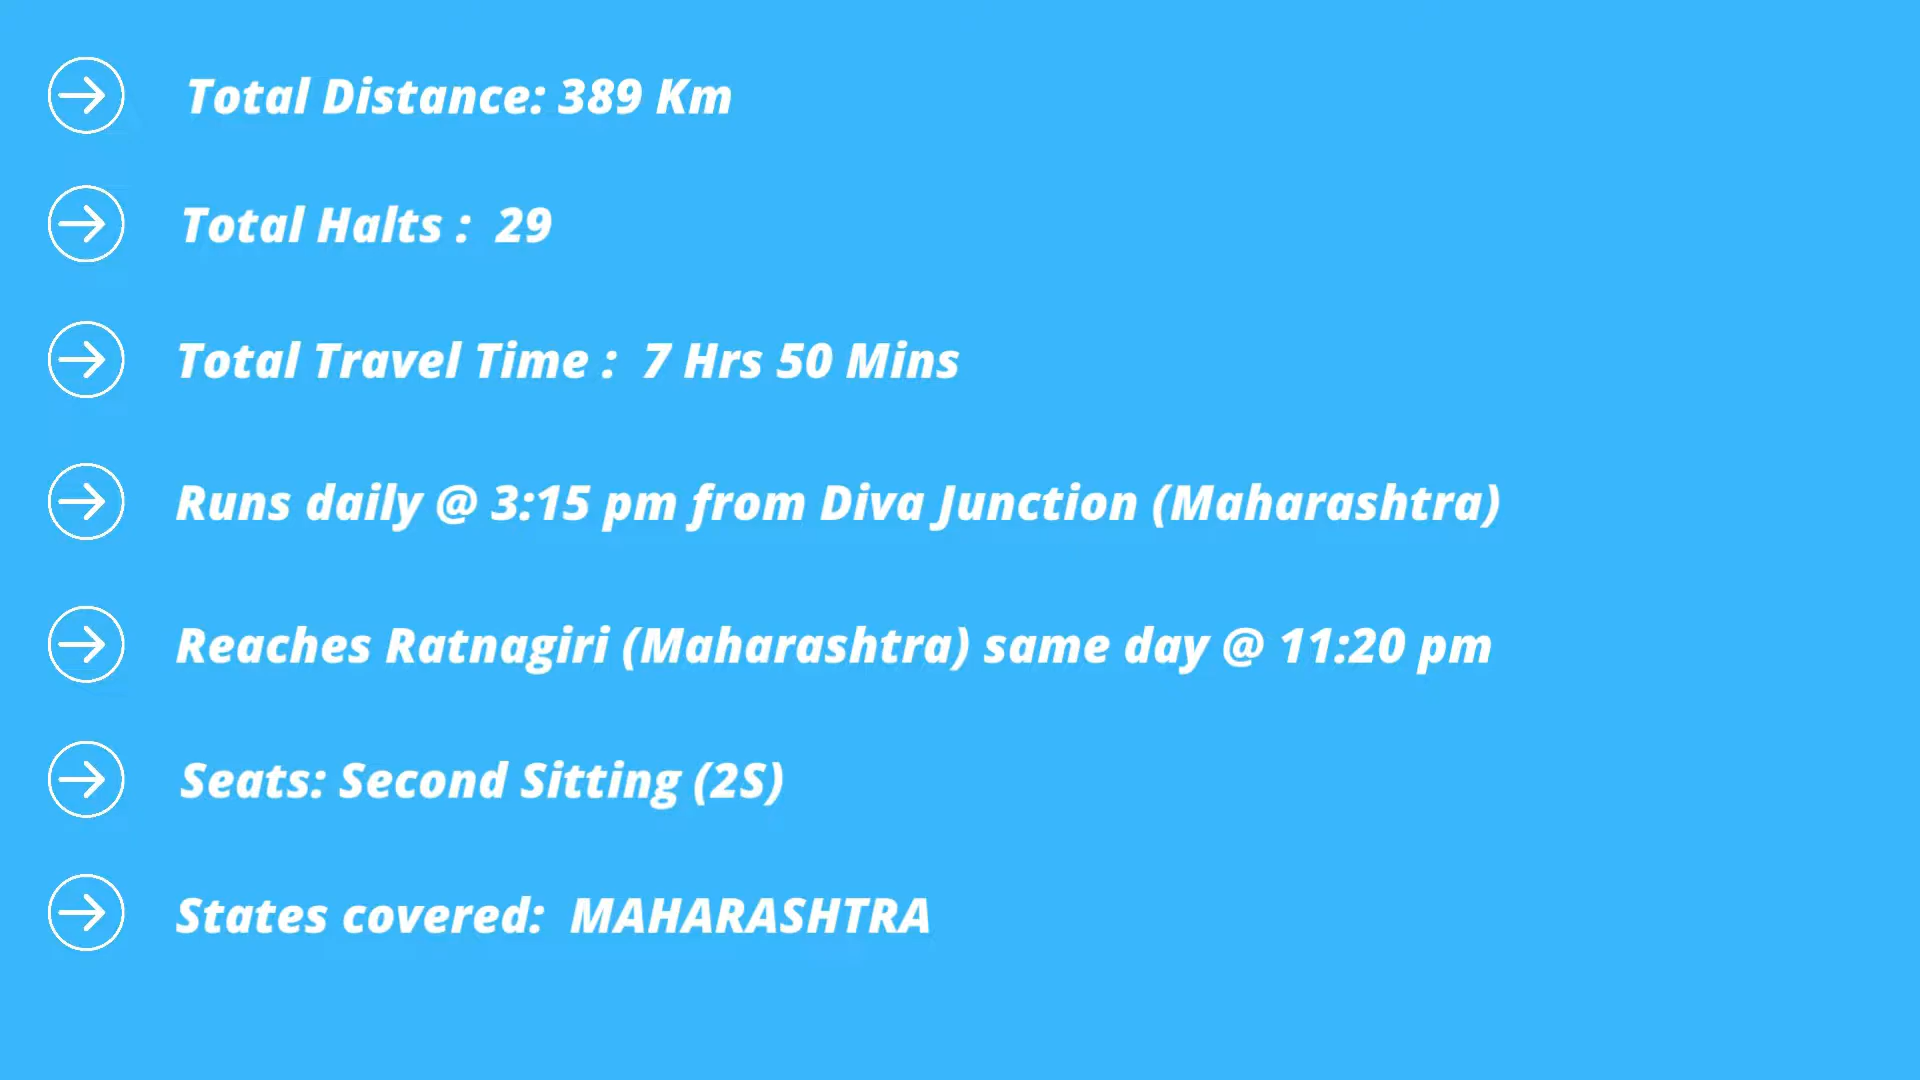 Total Distance: 389 Km
Total Halts : 29
Total Travel Time : 7 Hrs 50 Mins
Runs daily @ 3:15 pm from Diva Junction (Maharashtra)
Reaches Ratnagiri (Maharashtra) same day @ 11:20 pm
Seats: Second Sitting (2S)
States covered: MAHARASHTRA